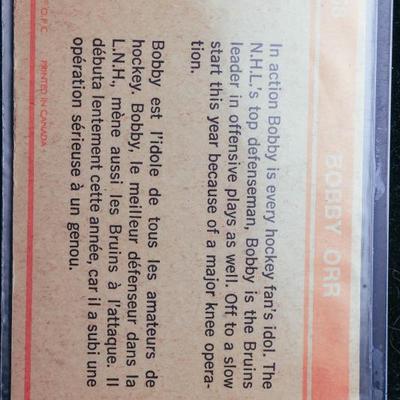 BOBBY ORR
In action Bobby is every hockey fan's idol. The
N.H.L.'s top defenseman, Bobby is the Bruins
leader in offensive plays as well. Off to a slow
start this year because of a major knee opera-
tion.
Bobby est l'idole de tous les amateurs de
hockey. Bobby, le meilleur défenseur dans la
L.N.H., mène aussi les Bruins à l'attaque. Il
débuta lentement cette année, car il a subi une
opération sérieuse à un genou.
O.P.C. PRINTED IN CANADA